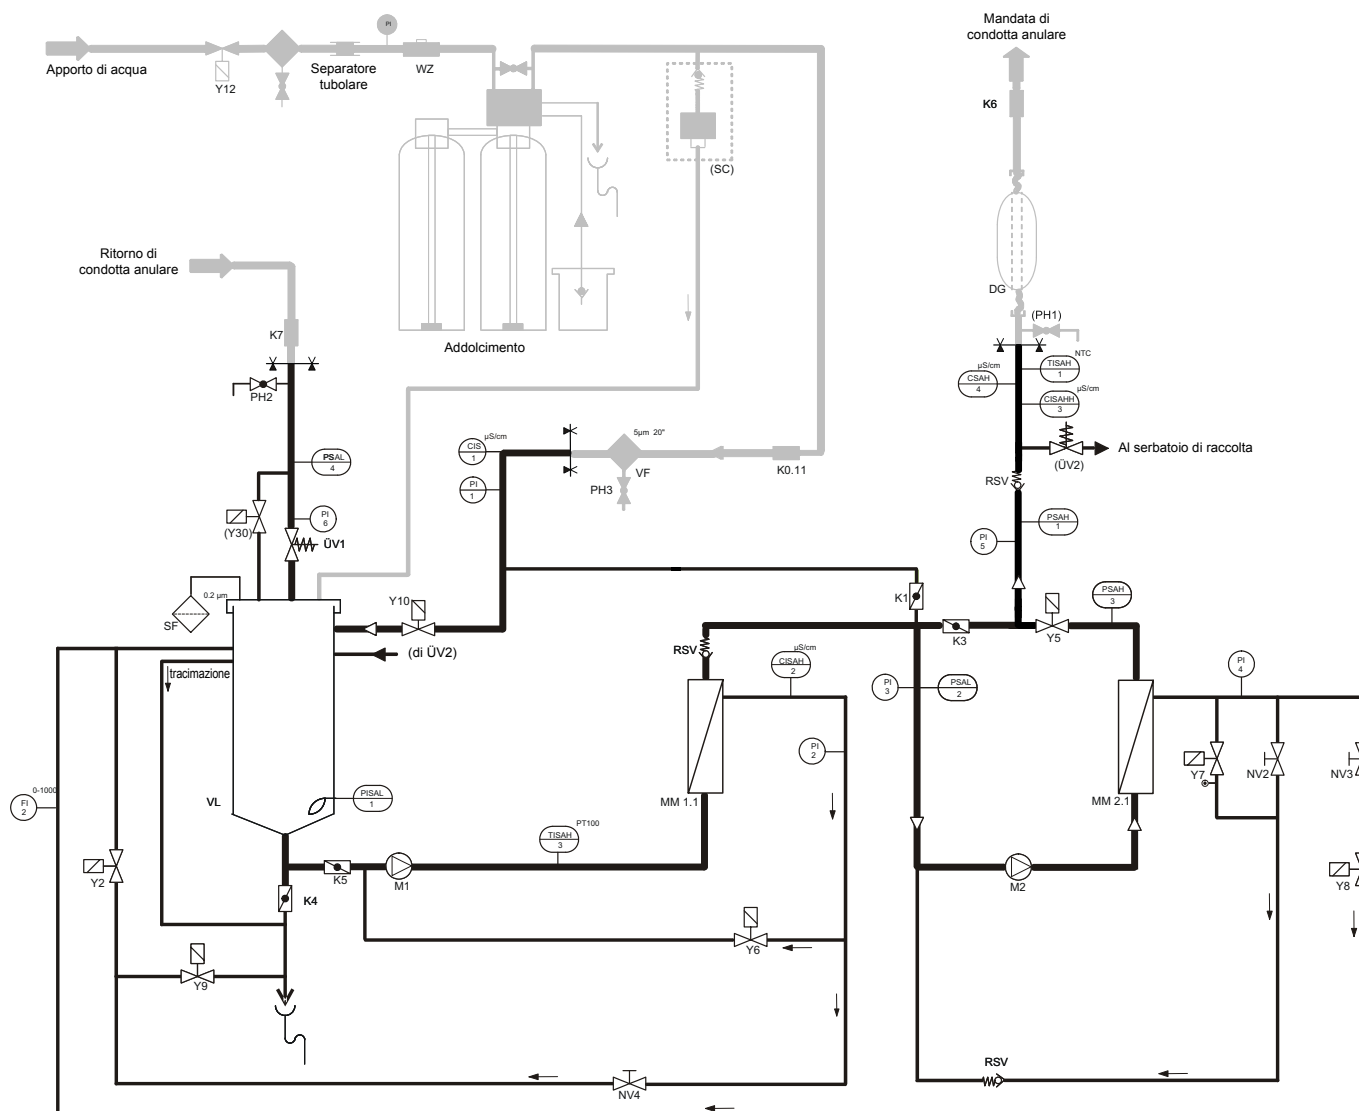 Mandata di
condotta anulare
PI
Apporto di acqua
Y12
Separatore
tubolare
WZ
K6
(SC)
Ritorno di
condotta anulare
K7
Addolcimento
DG
(PH1)
NTC
µS/cm
TISAH
1
CSAH
4
µS/cm
CISAHH
3
PH2
PSAL
4
CIS
1
µS/cm
5µm 20"
VF
K0.11
Al serbatoio di raccolta
(ÜV2)
RSV
PI
1
PH3
PI
6
(Y30)
ÜV1
PSAH
1
PI
5
0.2 µm
SF
Y10
K1
PSAH
3
K3
Y5
(di ÜV2)
RSV
µS/cm
CISAH
2
tracimazione
PI
3
PSAL
2
PI
4
PI
2
Y7
NV2
NV3
0-1000
FI
2
VL
PISAL
1
MM 1.1
MM 2.1
PT100
TISAH
3
Y2
K5
M1
M2
Y8
K4
Y6
Y9
RSV
NV4